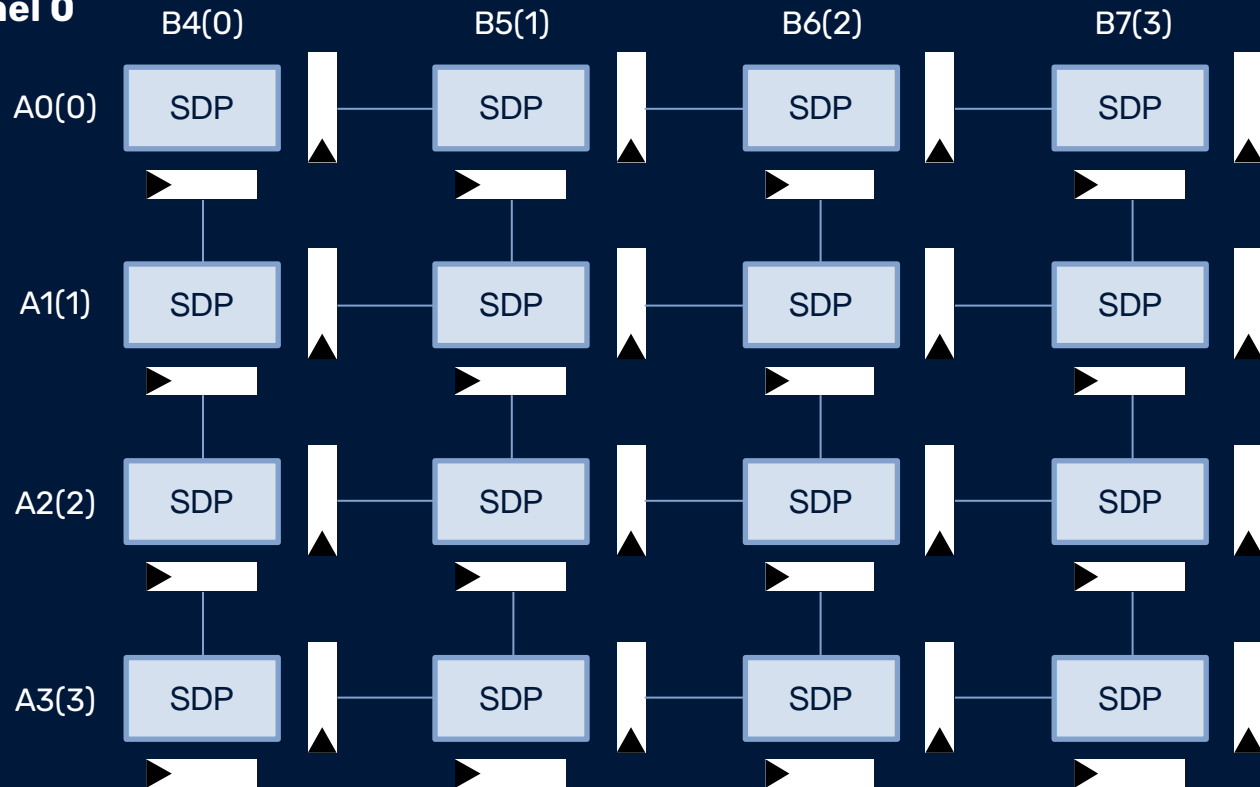 B4(0) B5(1) B6(2) B7(3)
A0(0) SDP SDP SDP SDP
A1(1) SDP SDP SDP SDP
A2(2) SDP SDP SDP SDP
A3(3) SDP SDP SDP SDP